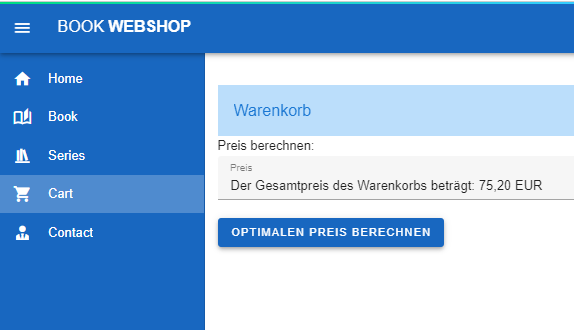 BOOK WEBSHOP
Home
Book
Series
Cart
Contact
Warenkorb
Preis berechnen:
Preis
Der Gesamtpreis des Warenkorbs beträgt: 75,20 EUR
OPTIMALEN PREIS BERECHNEN